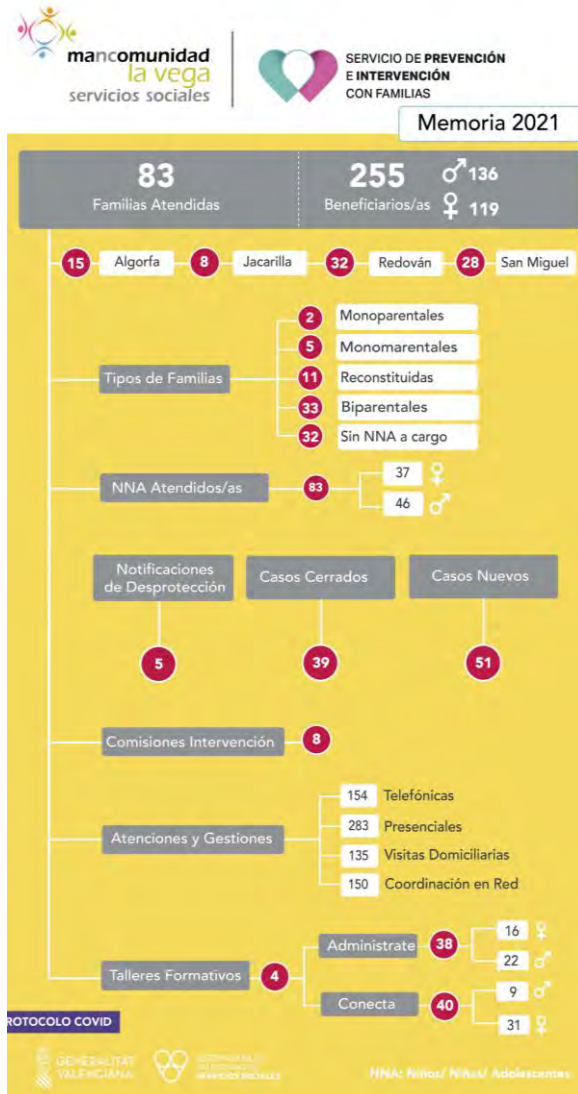 mancomunidad
la vega
servicios sociales
SERVICIO DE PREVENCIÓN
E INTERVENCIÓN
CON FAMILIAS
Memoria 2021
83
Familias Atendidas
255
Beneficiarios/as
136
119
15 Algorfa 8 Jacarilla 32 Redován 28 San Miguel
Tipos de Familias
2 Monoparentales
5 Monomarentales
11 Reconstituidas
33 Biparentales
32 Sin NNA a cargo
NNA Atendidos/as 83
37
46
Notificaciones
de Desprotección
5
Casos Cerrados
39
Casos Nuevos
51
Comisiones Intervención 8
Atenciones y Gestiones
154 Telefónicas
283 Presenciales
135 Visitas Domiciliarias
150 Coordinación en Red
Talleres Formativos 4
Administrate 38
16
22
Conecta 40
9
31
ROTOCOLO COVID
GENERALITAT
VALENCIANA
SERVICIOS SOCIALES
NNA: Niños/ Niñas/ Adolescentes